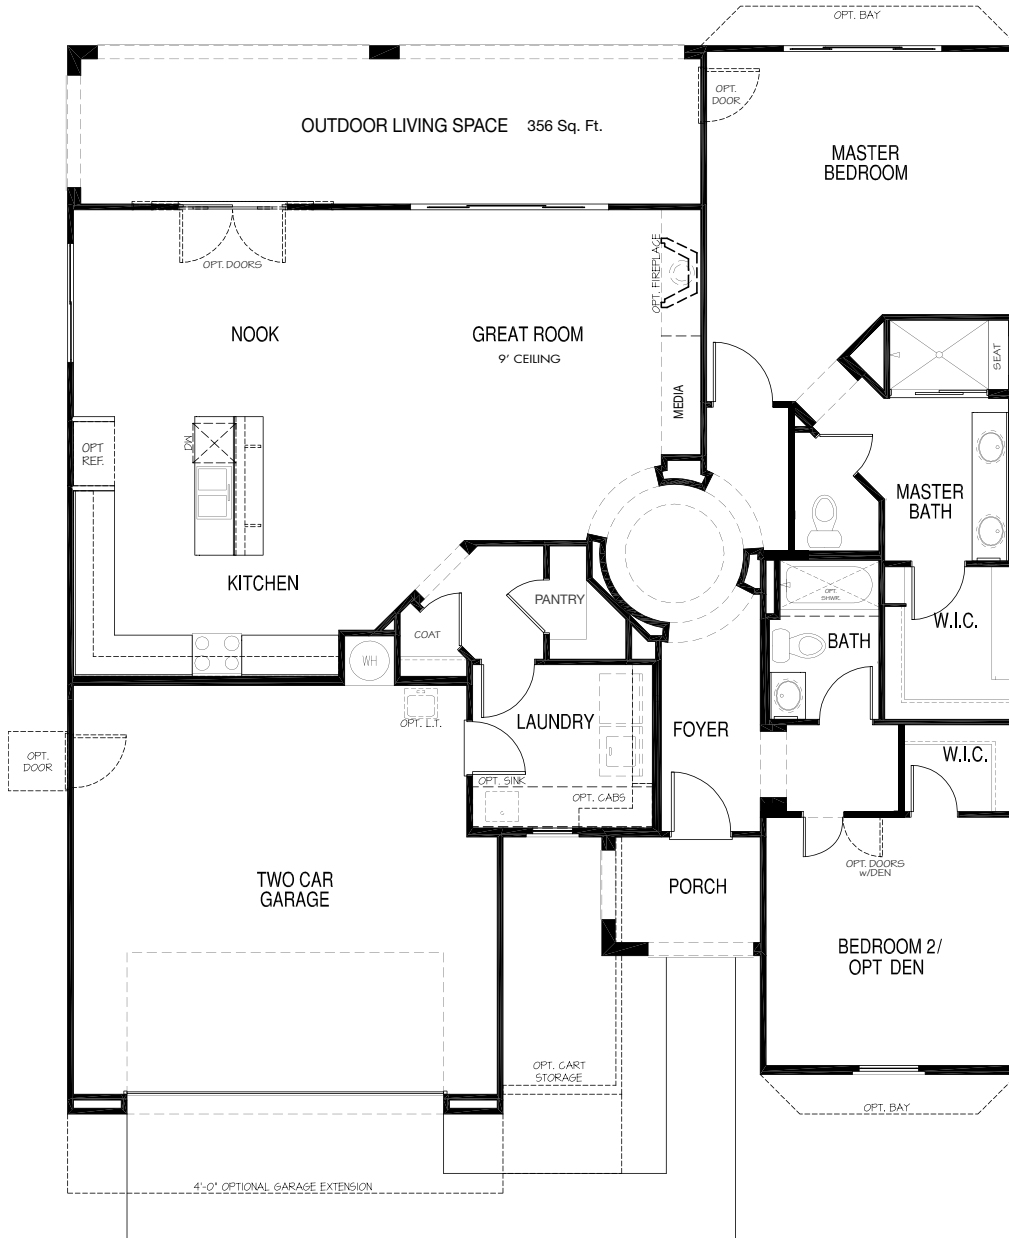 OPT. BAY
OPT.
DOOR
OUTDOOR LIVING SPACE 356 Sq. Ft.
MASTER
BEDROOM
OPT. DOORS
OPT. FIREPLACE
NOOK
GREAT ROOM
9' CEILING
SEAT
MEDIA
DW
OPT
REF.
MASTER
BATH
KITCHEN
PANTRY
OPT.
SHWR.
COAT
W.I.C.
BATH
WH
OPT. L.T.
LAUNDRY
FOYER
OPT.
DOOR
W.I.C.
OPT. SINK
OPT. CABS
OPT. DOORS
w/DEN
TWO CAR
GARAGE
PORCH
BEDROOM 2/
OPT DEN
OPT. CART
STORAGE
OPT. BAY
4'-0" OPTIONAL GARAGE EXTENSION